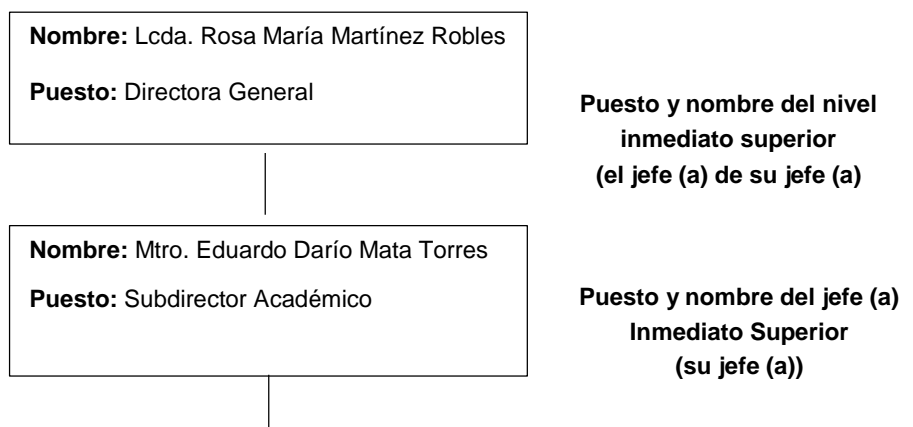 Nombre: Lcda. Rosa María Martínez Robles
Puesto: Directora General
Puesto y nombre del nivel
inmediato superior
(el jefe (a) de su jefe (a)
Nombre: Mtro. Eduardo Darío Mata Torres
Puesto: Subdirector Académico
Puesto y nombre del jefe (a)
Inmediato Superior
(su jefe (a))